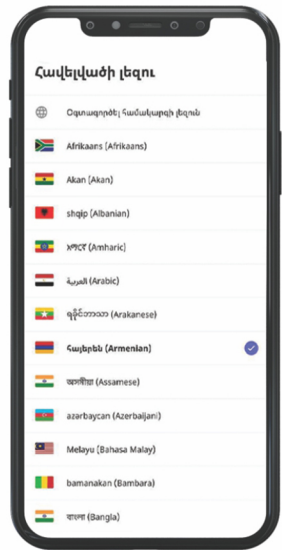 Հավելվածի լեզու
Օգտագործել համակարգի լեզուն
Afrikaans (Afrikaans)
Akan (Akan)
shqip (Albanian)
አማርኛ (Amharic)
العربية (Arabic)
ရခိုင်ဘာသာ (Arakanese)
հայերեն (Armenian)
অসমীয়া (Assamese)
azərbaycan (Azerbaijani)
Melayu (Bahasa Malay)
bamanakan (Bambara)
বাংলা (Bangla)